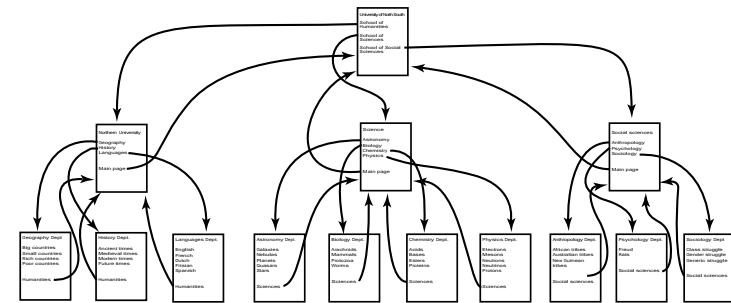 University of North South
School of
Humanities
School of
Sciences
School of Social
Sciences
Northern University
Geography
History
Languages
Main page
Science
Astronomy
Biology
Chemistry
Physics
Main page
Social sciences
Anthropology
Psychology
Sociology
Main page
Geography Dept.
Big countries
Small countries
Rich countries
Poor countries
Humanities
History Dept.
Ancient times
Medieval times
Modern times
Future times
Humanities
Languages Dept.
English
French
Dutch
Frisian
Spanish
Humanities
Astronomy Dept.
Galaxies
Nebulas
Planets
Quasars
Stars
Sciences
Biology Dept.
Arachnids
Mammals
Protozoa
Worms
Sciences
Chemistry Dept.
Acids
Bases
Esters
Proteins
Sciences
Physics Dept.
Electrons
Mesons
Neutrons
Neutrinos
Protons
Sciences
Anthropology Dept.
African tribes
Australian tribes
New Guinean
tribes
Social sciences
Psychology Dept.
Freud
Rats
Social sciences
Sociology Dept.
Class struggle
Gender struggle
Generic struggle
Social sciences